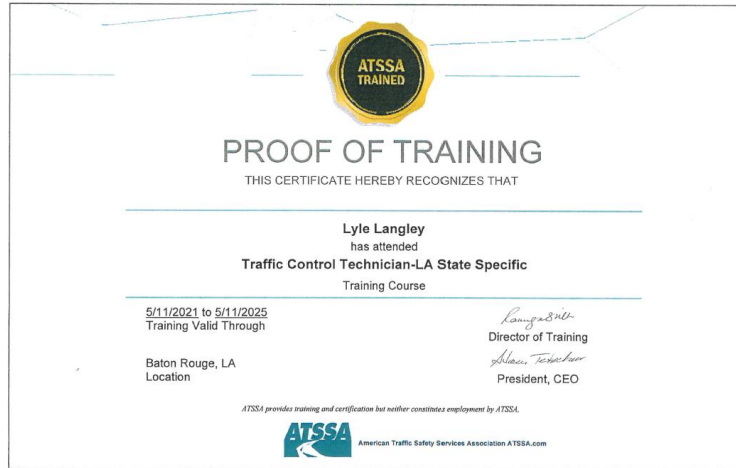 ATSSA
TRAINED
PROOF OF TRAINING
THIS CERTIFICATE HEREBY RECOGNIZES THAT
Lyle Langley
has attended
Traffic Control Technician-LA State Specific
Training Course
5/11/2021 to 5/11/2025
Training Valid Through
Director of Training
Baton Rouge, LA
Location
President, CEO
ATSSA provides training and certification but neither constitutes employment by ATSSA.
ATSSA
American Traffic Safety Services Association ATSSA.com